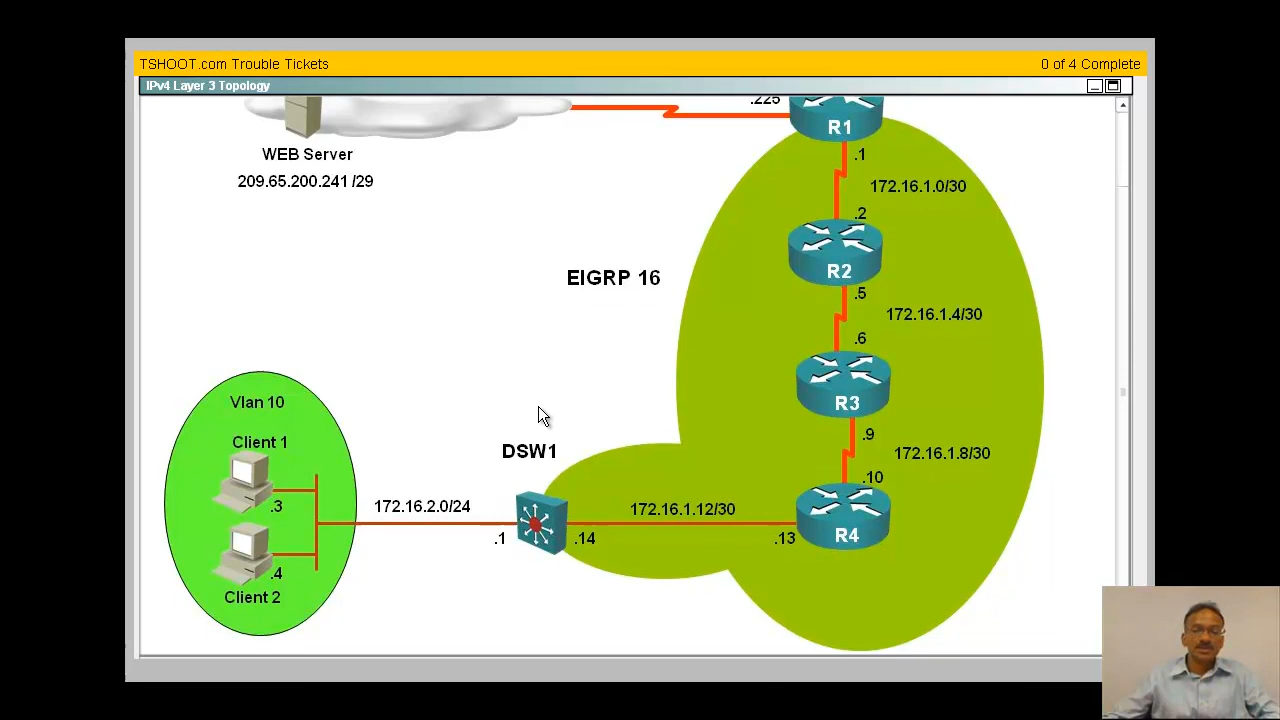 TSHOOT.com Trouble Tickets
0 of 4 Complete
IPv4 Layer 3 Topology
.225
R1
WEB Server
.1
209.65.200.241 /29
172.16.1.0/30
.2
R2
EIGRP 16
.5
172.16.1.4/30
.6
R3
Vlan 10
.9
Client 1
DSW1
172.16.1.8/30
.10
.3
172.16.2.0/24
172.16.1.12/30
R4
.1
.14
.13
.4
Client 2